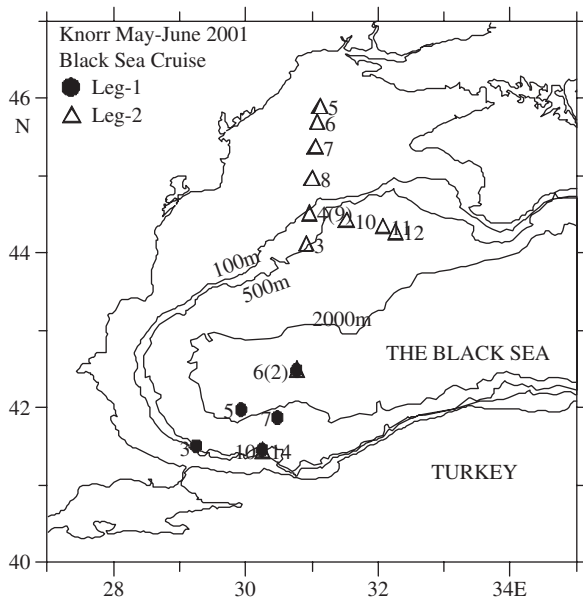 Knorr May-June 2001
Black Sea Cruise
Leg-1
Leg-2
46
N
44
42
40
5
6
7
8
4(9)
10
11
12
3
100m
500m
2000m
THE BLACK SEA
6(2)
5
7
3
10
14
TURKEY
28
30
32
34E